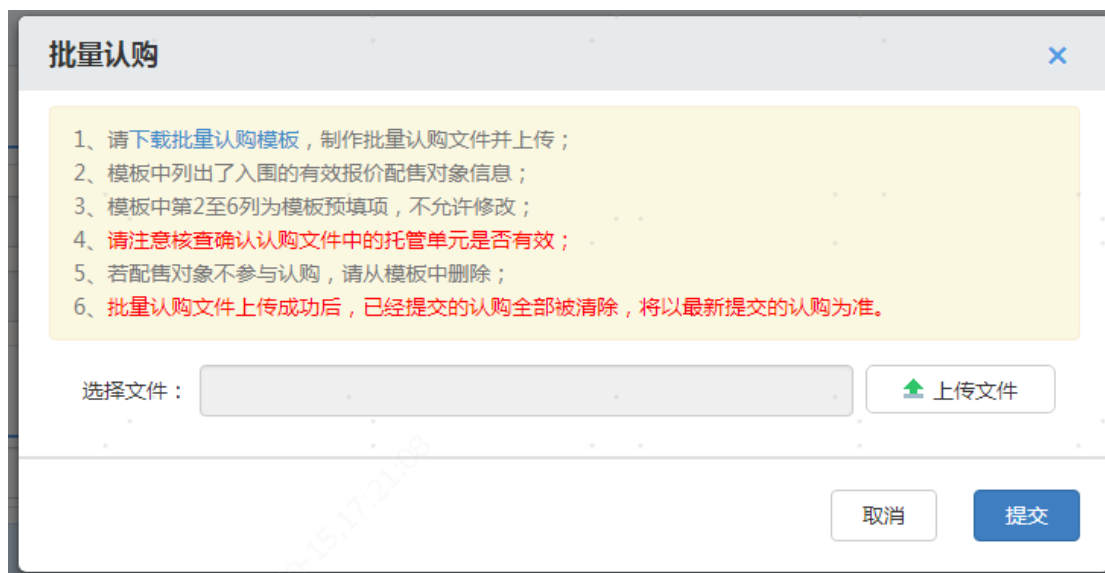 批量认购
×
1、请下载批量认购模板，制作批量认购文件并上传；
2、模板中列出了入围的有效报价配售对象信息；
3、模板中第2至6列为模板预填项，不允许修改；
4、请注意核查确认认购文件中的托管单元是否有效；
5、若配售对象不参与认购，请从模板中删除；
6、批量认购文件上传成功后，已经提交的认购全部被清除，将以最新提交的认购为准。
选择文件： 上传文件
取消 提交